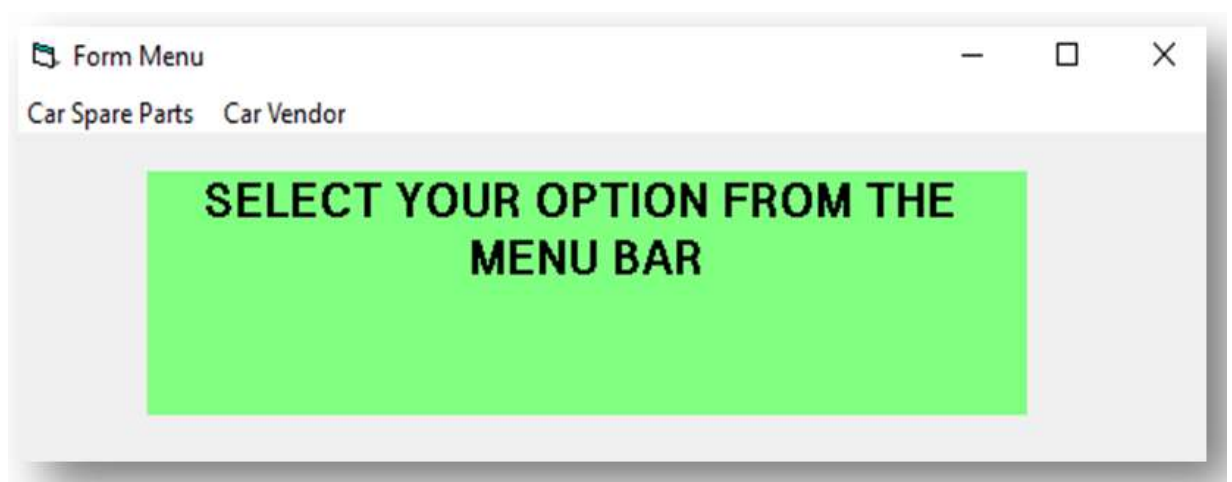 Form Menu
Car Spare Parts Car Vendor
SELECT YOUR OPTION FROM THE
MENU BAR